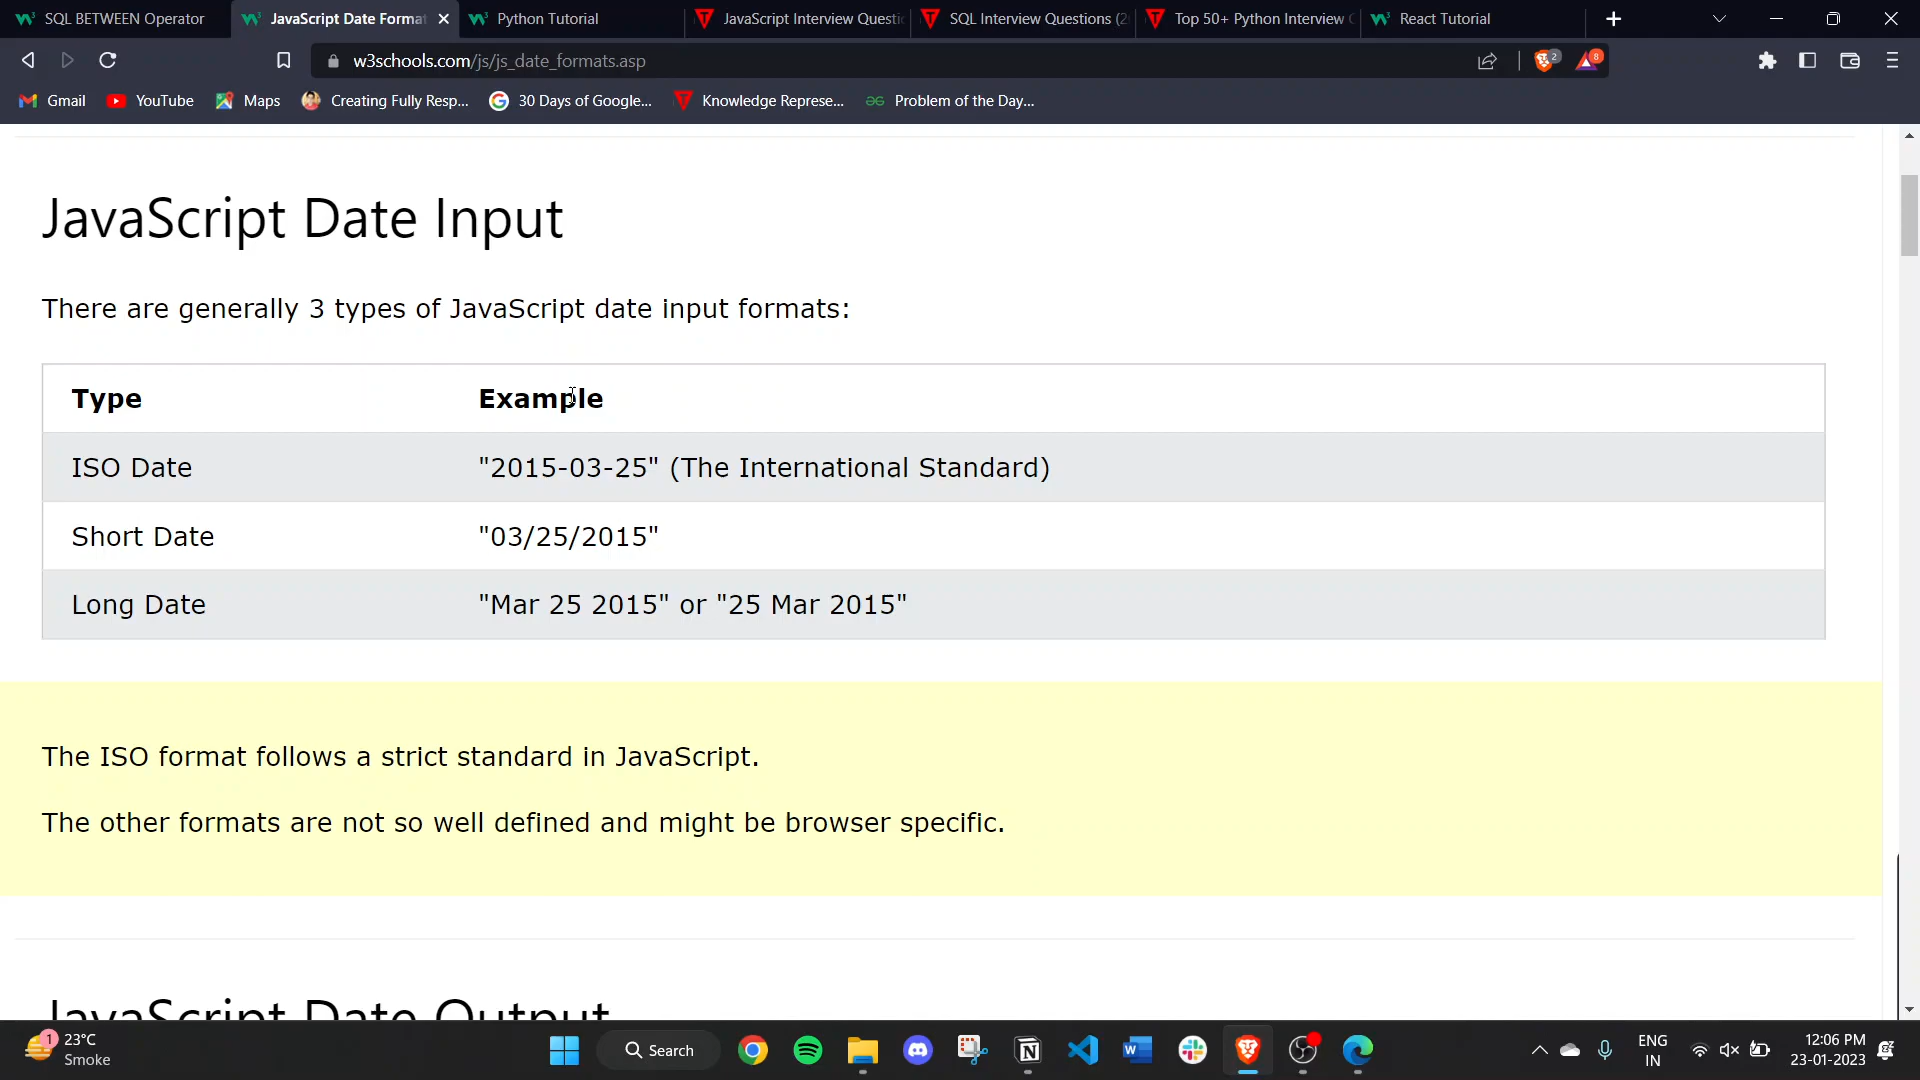 SQL BETWEEN Operator
JavaScript Date Forma
Python Tutorial
JavaScript Interview Questi
SQL Interview Questions (2
Top 50+ Python Interview
React Tutorial
w3schools.com/js/js_date_formats.asp
2
8
Gmail
YouTube
Maps
Creating Fully Resp...
30 Days of Google...
Knowledge Represe...
Problem of the Day...
JavaScript Date Input
There are generally 3 types of JavaScript date input formats:
Type Example
ISO Date "2015-03-25" (The International Standard)
Short Date "03/25/2015"
Long Date "Mar 25 2015" or "25 Mar 2015"
The ISO format follows a strict standard in JavaScript.
The other formats are not so well defined and might be browser specific.
JavaScript Date Output
1
23°C
Smoke
Search
ENG
IN
12:06 PM
23-01-2023